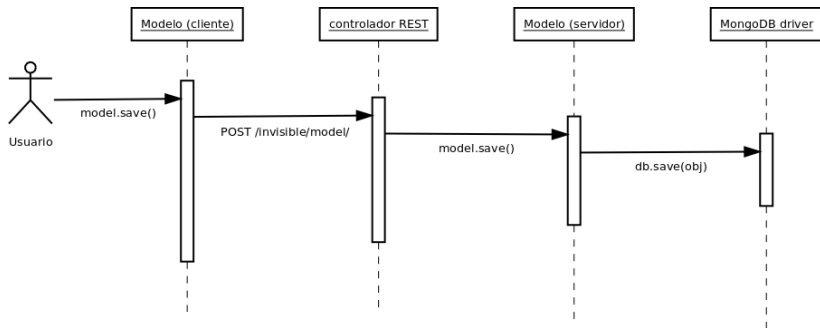 Modelo (cliente)
controlador REST
Modelo (servidor)
MongoDB driver
model.save()
POST /invisible/model/
model.save()
db.save(obj)
Usuario